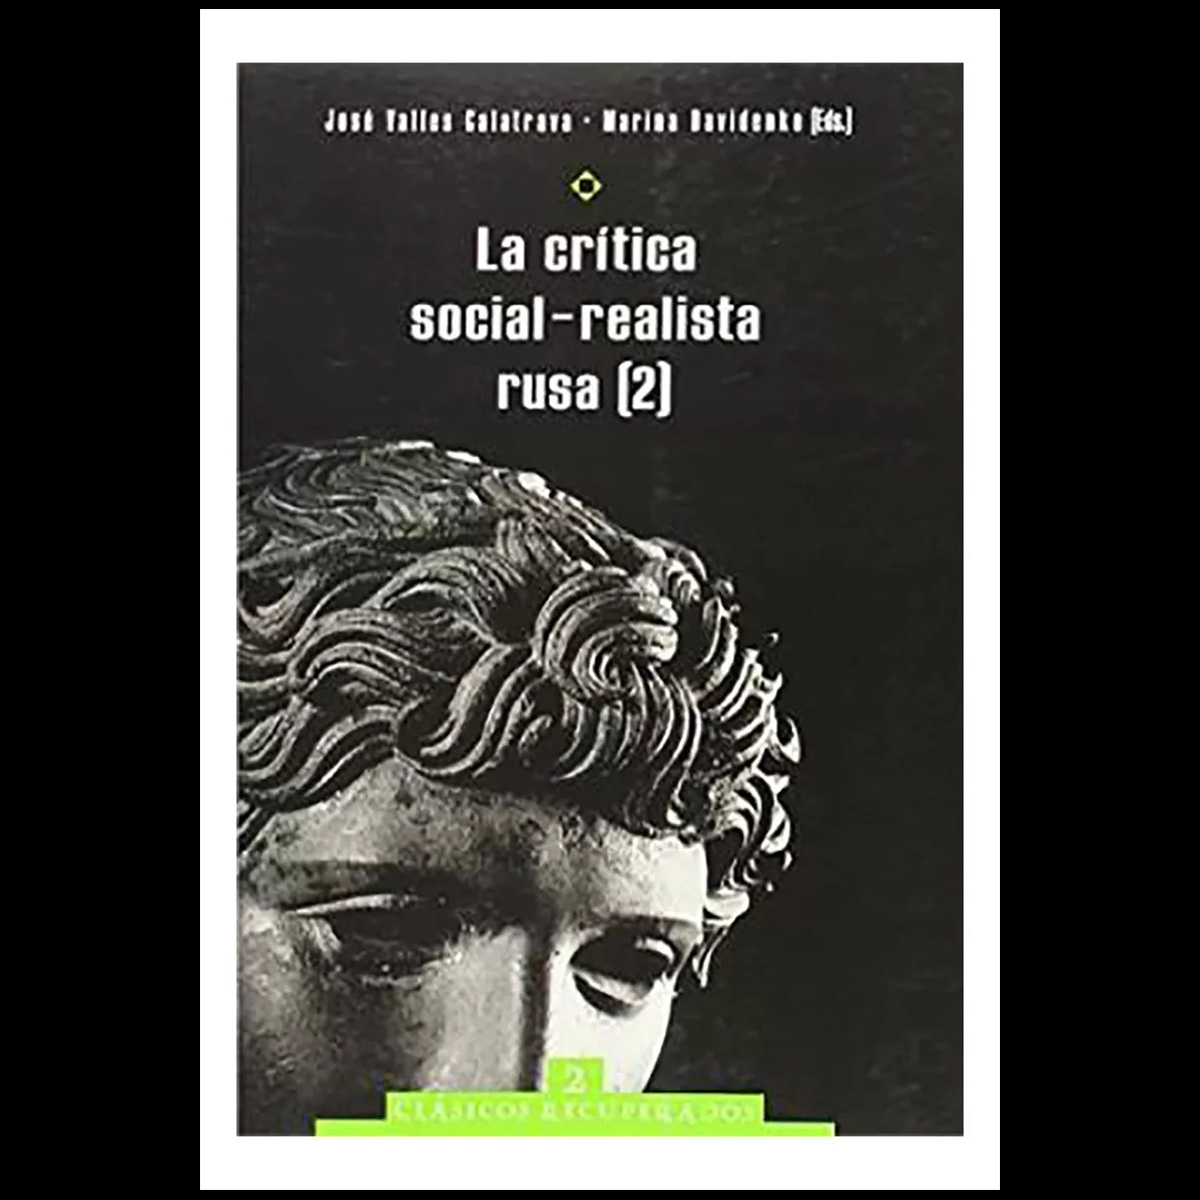 José Valles Calatrava · Marina Davidenko (Eds.)
La crítica
social-realista
rusa (2)
2
CLÁSICOS RECUPERADOS